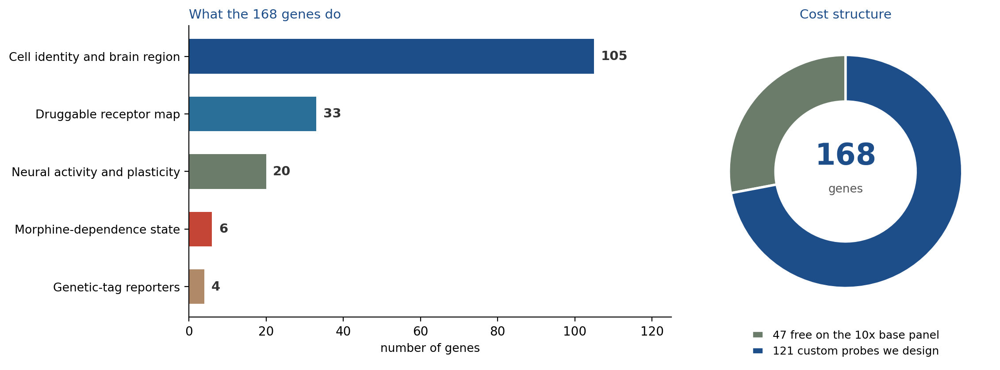 What the 168 genes do
Cell identity and brain region
105
Druggable receptor map
33
Neural activity and plasticity
20
Morphine-dependence state
6
Genetic-tag reporters
4
0 20 40 60 80 100 120
number of genes
Cost structure
168
genes
47 free on the 10x base panel
121 custom probes we design